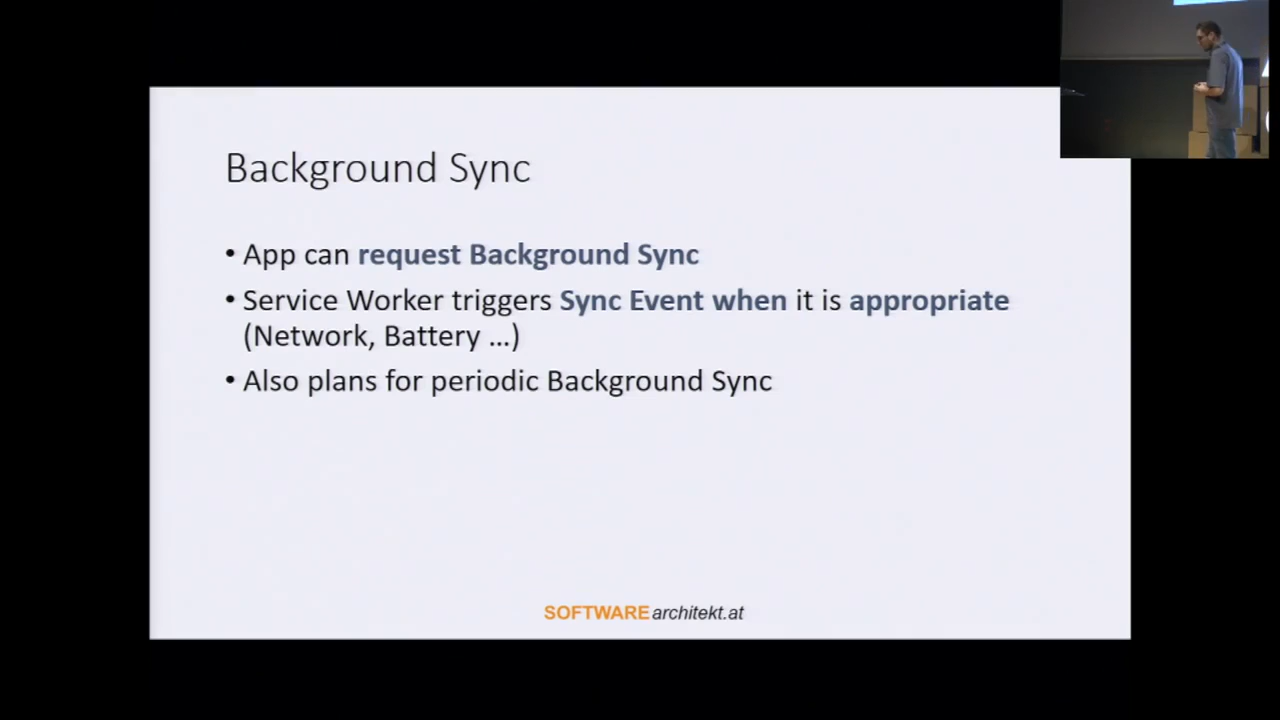 Background Sync
• App can request Background Sync
• Service Worker triggers Sync Event when it is appropriate
(Network, Battery ...)
• Also plans for periodic Background Sync
SOFTWAREarchitekt.at